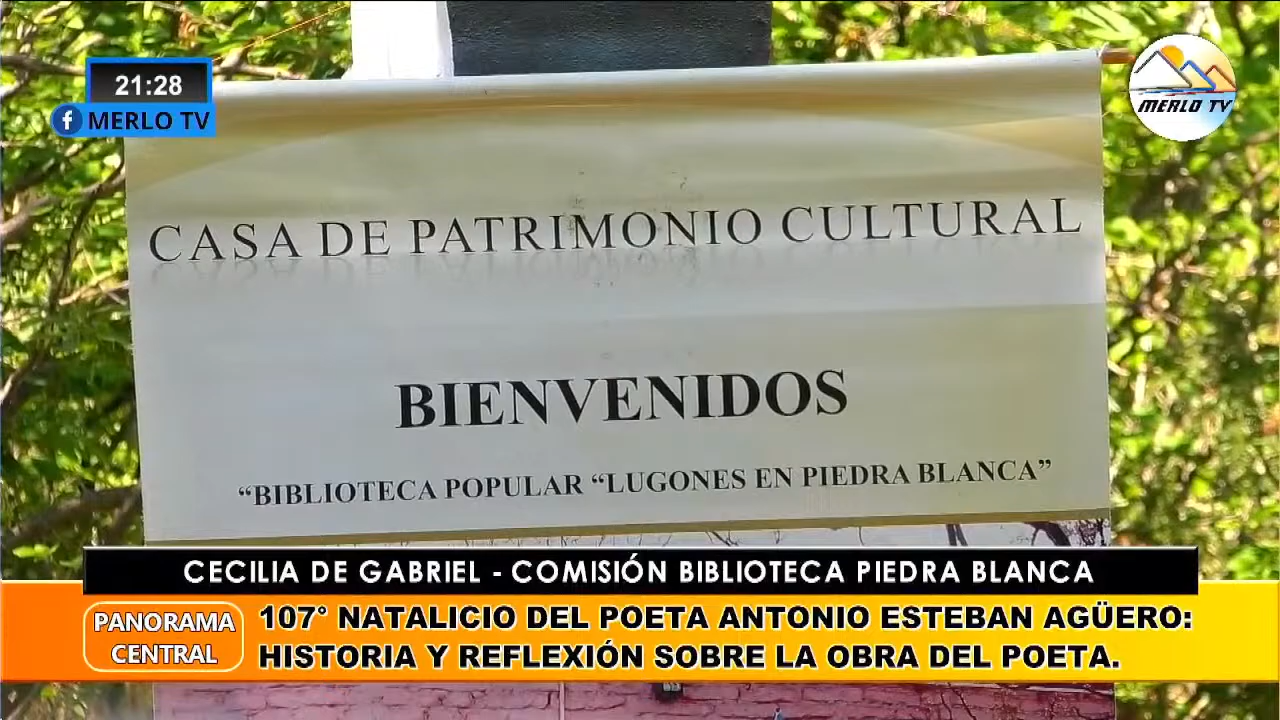 21:28
MERLO TV
MERLO TV
CASA DE PATRIMONIO CULTURAL
BIENVENIDOS
“BIBLIOTECA POPULAR “LUGONES EN PIEDRA BLANCA”
CECILIA DE GABRIEL - COMISIÓN BIBLIOTECA PIEDRA BLANCA
PANORAMA CENTRAL
107° NATALICIO DEL POETA ANTONIO ESTEBAN AGÜERO:
HISTORIA Y REFLEXIÓN SOBRE LA OBRA DEL POETA.